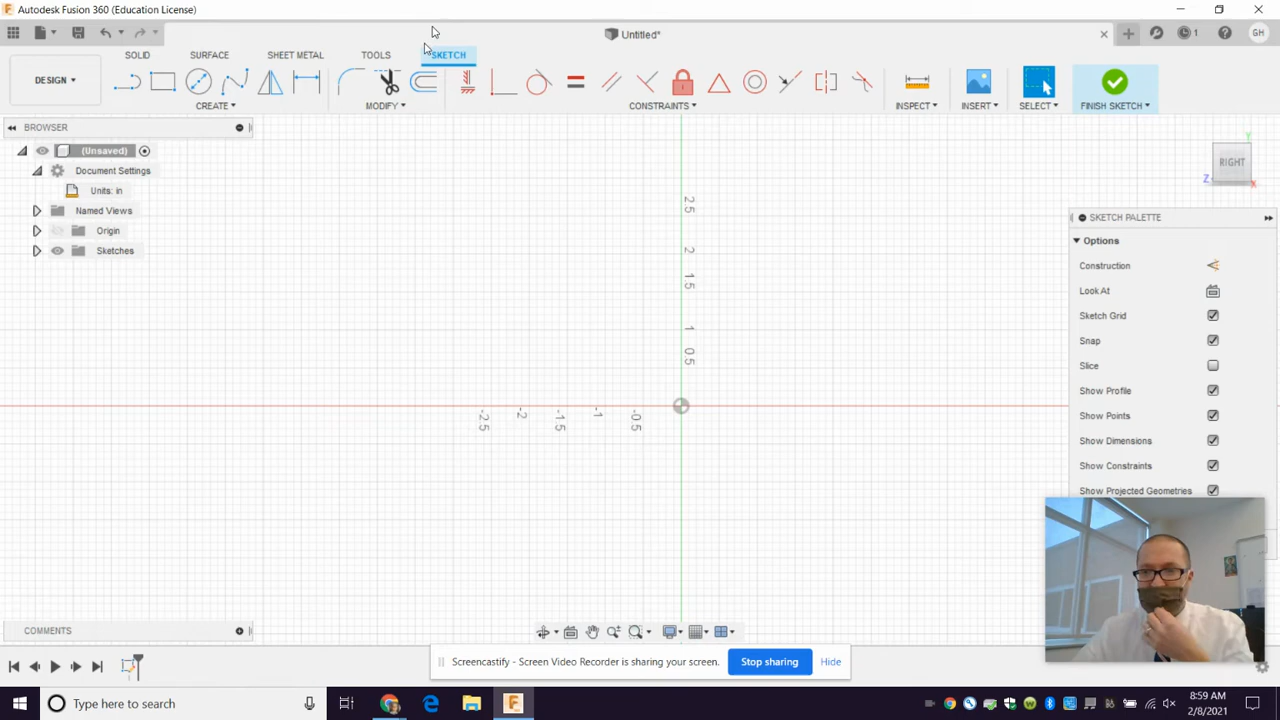 Autodesk Fusion 360 (Education License)
Untitled*
1
GH
SOLID
SURFACE
SHEET METAL
TOOLS
SKETCH
DESIGN
CREATE
MODIFY
CONSTRAINTS
INSPECT
INSERT
SELECT
FINISH SKETCH
BROWSER
(Unsaved)
Document Settings
Units: in
Named Views
Origin
Sketches
2.5
2
1.5
1
0.5
-2.5
-2
-1.5
-1
-0.5
Y
RIGHT
Z
X
SKETCH PALETTE
Options
Construction
Look At
Sketch Grid
Snap
Slice
Show Profile
Show Points
Show Dimensions
Show Constraints
Show Projected Geometries
COMMENTS
Screencastify - Screen Video Recorder is sharing your screen.
Stop sharing
Hide
Type here to search
8:59 AM
2/8/2021